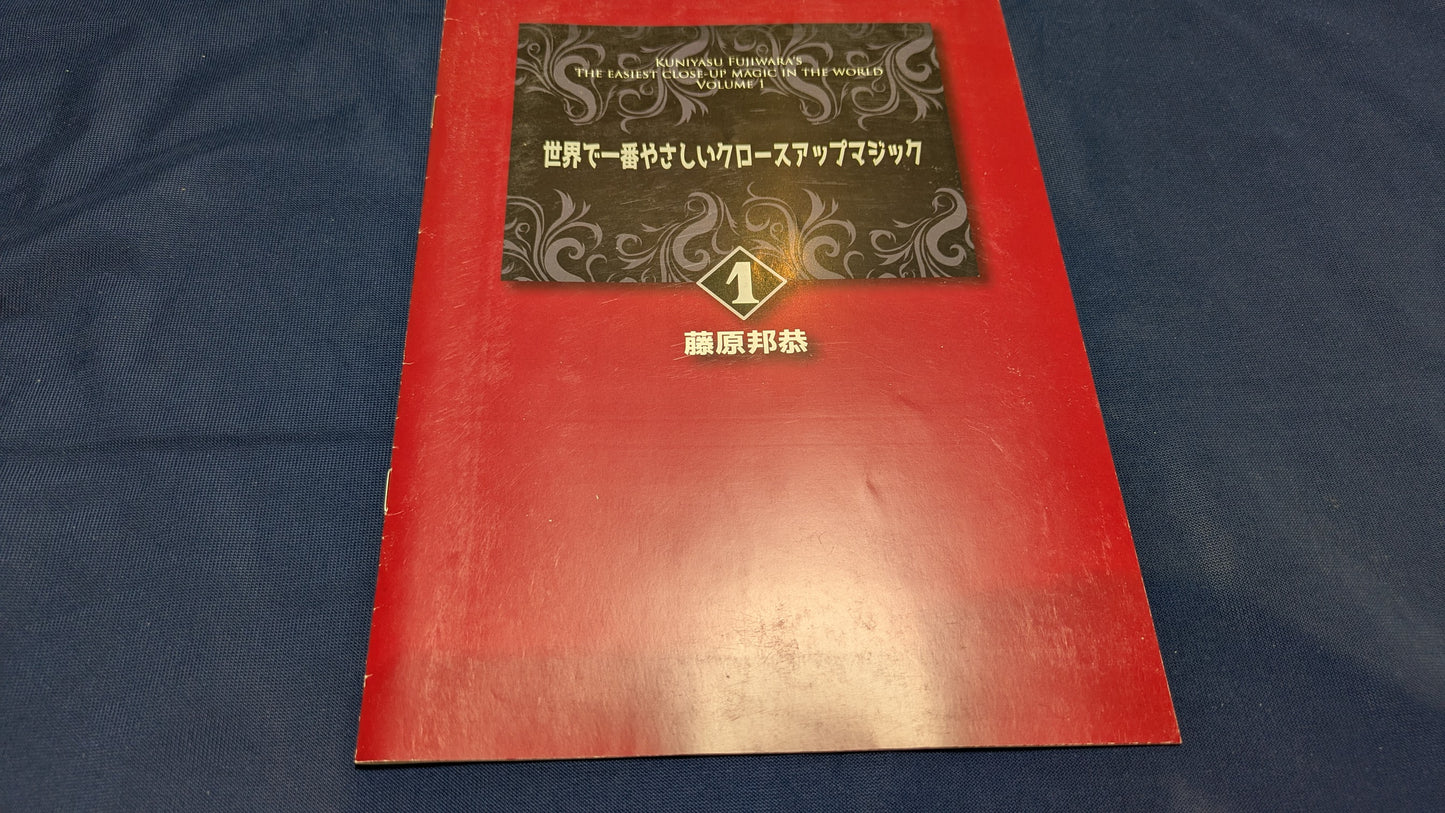 KUNIYASU FUJIWARA'S
THE EASIEST CLOSE-UP MAGIC IN THE WORLD
VOLUME 1
世界で一番やさしいクロースアップマジック
1
藤原邦恭